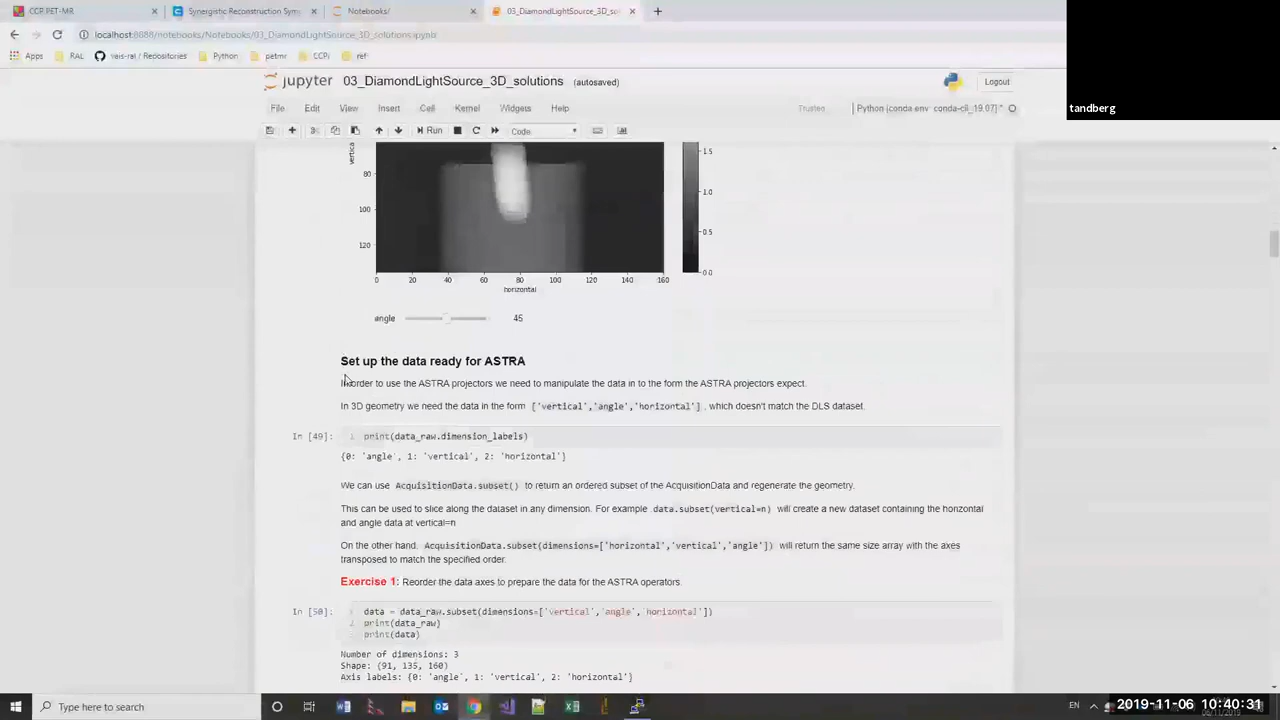 CCP PET-MR
Synergistic Reconstruction Sym
Notebooks/
03_DiamondLightSource_3D_so
localhost:8888/notebooks/Notebooks/03_DiamondLightSource_3D_solutions.ipynb
Apps RAL vais-ral / Repositories Python petmr CCPi ref
tandberg
jupyter 03_DiamondLightSource_3D_solutions (autosaved)
Logout
File Edit View Insert Cell Kernel Widgets Help
Trusted
Python [conda env: conda-cil_19.07] *
Run
Code
vertica
80
100
120
1.5
1.0
0.5
0.0
0 20 40 60 80 100 120 140 160
horizontal
angle 45
Set up the data ready for ASTRA
In order to use the ASTRA projectors we need to manipulate the data in to the form the ASTRA projectors expect.
In 3D geometry we need the data in the form ['vertical','angle','horizontal'], which doesn't match the DLS dataset.
In [49]: 1 print(data_raw.dimension_labels)
{0: 'angle', 1: 'vertical', 2: 'horizontal'}
We can use AcquisitionData.subset() to return an ordered subset of the AcquisitionData and regenerate the geometry.
This can be used to slice along the dataset in any dimension. For example data.subset(vertical=n) will create a new dataset containing the horizontal
and angle data at vertical=n
On the other hand AcquisitionData.subset(dimensions=['horizontal','vertical','angle']) will return the same size array with the axes
transposed to match the specified order.
Exercise 1: Reorder the data axes to prepare the data for the ASTRA operators.
In [50]: 1 data = data_raw.subset(dimensions=['vertical','angle','horizontal'])
2 print(data_raw)
3 print(data)
Number of dimensions: 3
Shape: (91, 135, 160)
Axis labels: {0: 'angle', 1: 'vertical', 2: 'horizontal'}
Type here to search
EN
2019-11-06 10:40:31